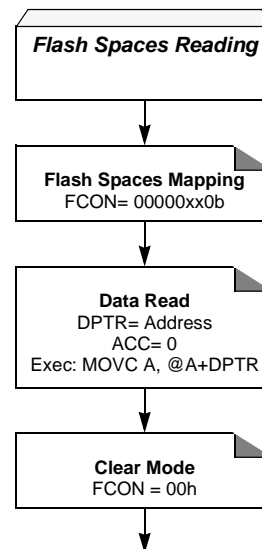 Flash Spaces Reading
Flash Spaces Mapping
FCON= 00000xx0b
Data Read
DPTR= Address
ACC= 0
Exec: MOVC A, @A+DPTR
Clear Mode
FCON = 00h